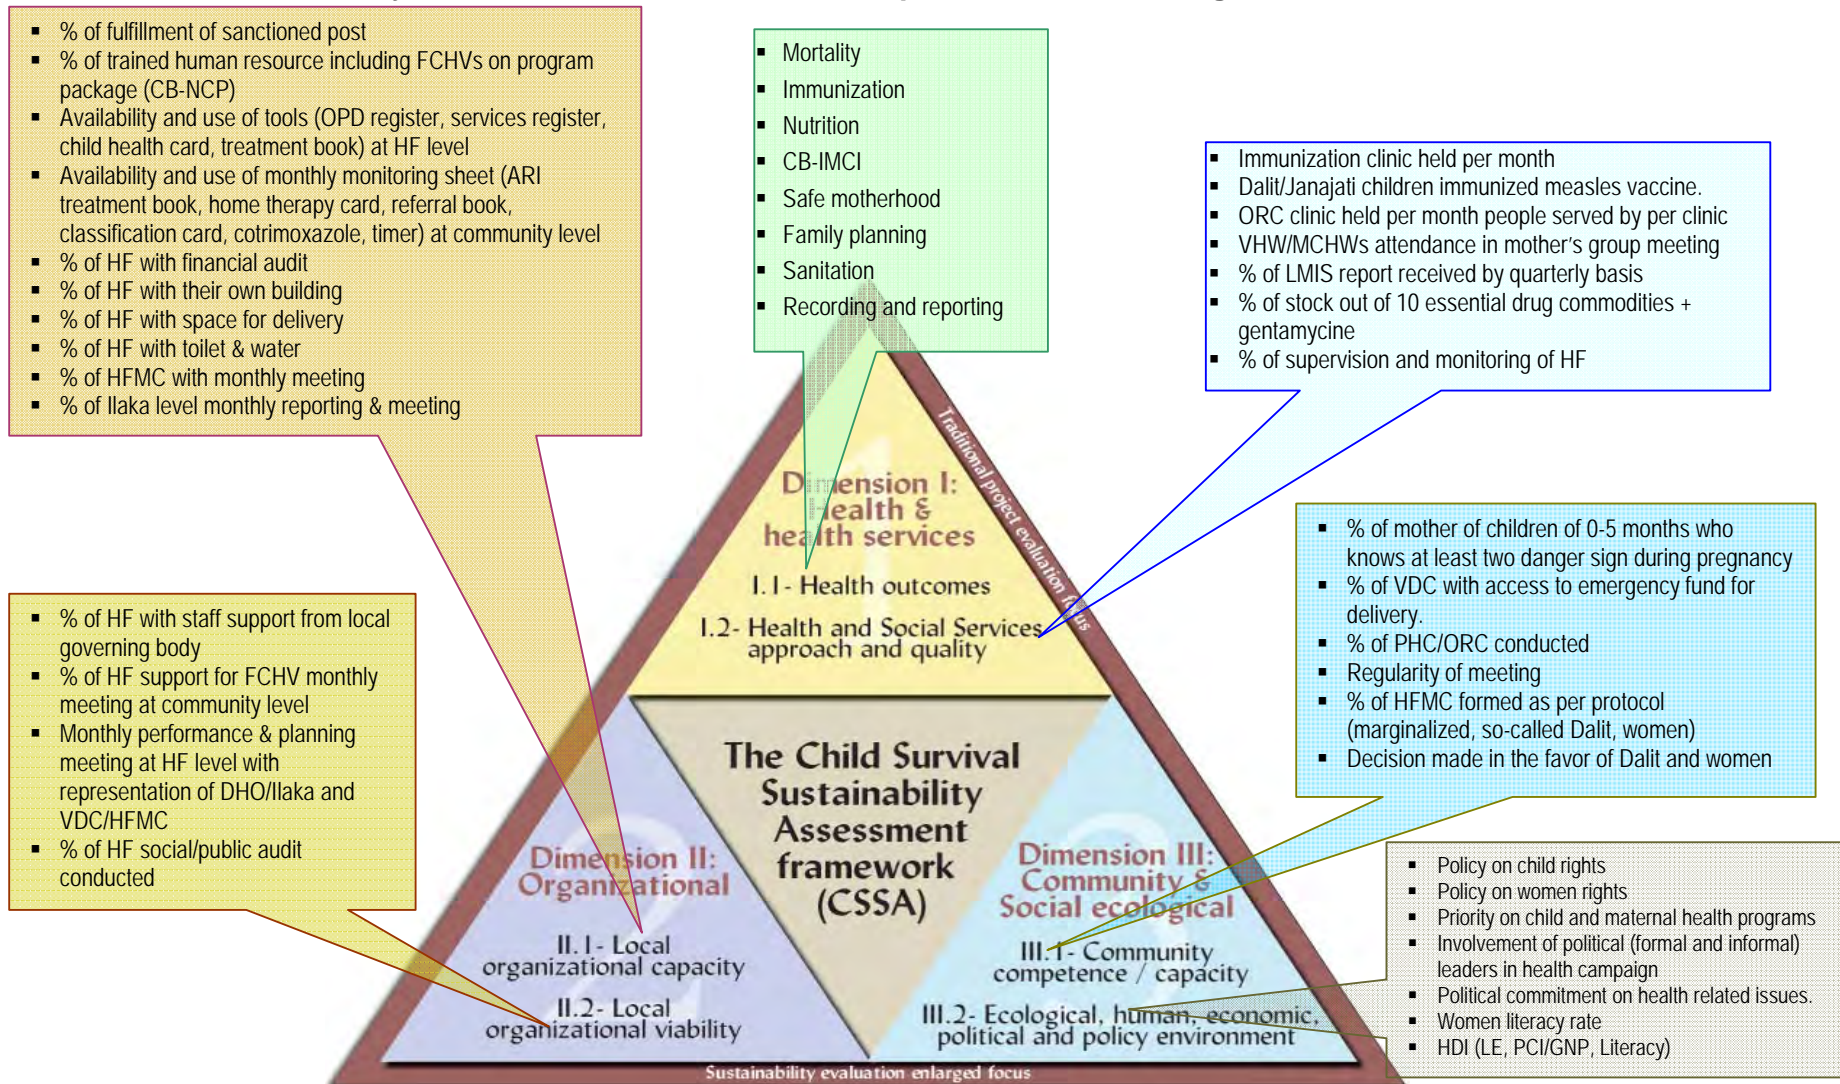 ▪ % of fulfillment of sanctioned post
▪ % of trained human resource including FCHVs on program
package (CB-NCP)
▪ Availability and use of tools (OPD register, services register,
child health card, treatment book) at HF level
▪ Availability and use of monthly monitoring sheet (ARI
treatment book, home therapy card, referral book,
classification card, cotrimoxazole, timer) at community level
▪ % of HF with financial audit
▪ % of HF with their own building
▪ % of HF with space for delivery
▪ % of HF with toilet & water
▪ % of HFMC with monthly meeting
▪ % of Ilaka level monthly reporting & meeting
▪ Mortality
▪ Immunization
▪ Nutrition
▪ CB-IMCI
▪ Safe motherhood
▪ Family planning
▪ Sanitation
▪ Recording and reporting
▪ Immunization clinic held per month
▪ Dalit/Janajati children immunized measles vaccine.
▪ ORC clinic held per month people served by per clinic
▪ VHW/MCHWs attendance in mother's group meeting
▪ % of LMIS report received by quarterly basis
▪ % of stock out of 10 essential drug commodities +
gentamycine
▪ % of supervision and monitoring of HF
▪ % of HF with staff support from local
governing body
▪ % of HF support for FCHV monthly
meeting at community level
▪ Monthly performance & planning
meeting at HF level with
representation of DHO/Ilaka and
VDC/HFMC
▪ % of HF social/public audit
conducted
▪ % of mother of children of 0-5 months who
knows at least two danger sign during pregnancy
▪ % of VDC with access to emergency fund for
delivery.
▪ % of PHC/ORC conducted
▪ Regularity of meeting
▪ % of HFMC formed as per protocol
(marginalized, so-called Dalit, women)
▪ Decision made in the favor of Dalit and women
▪ Policy on child rights
▪ Policy on women rights
▪ Priority on child and maternal health programs
▪ Involvement of political (formal and informal)
leaders in health campaign
▪ Political commitment on health related issues.
▪ Women literacy rate
▪ HDI (LE, PCI/GNP, Literacy)
Traditional project evaluation focus
1
Dimension I:
Health &
health services
I.1- Health outcomes
I.2- Health and Social Services
approach and quality
The Child Survival
Sustainability
Assessment
framework
(CSSA)
2
Dimension II:
Organizational
II.1- Local
organizational capacity
II.2- Local
organizational viability
3
Dimension III:
Community &
Social ecological
III.1- Community
competence / capacity
III.2- Ecological, human, economic,
political and policy environment
Sustainability evaluation enlarged focus